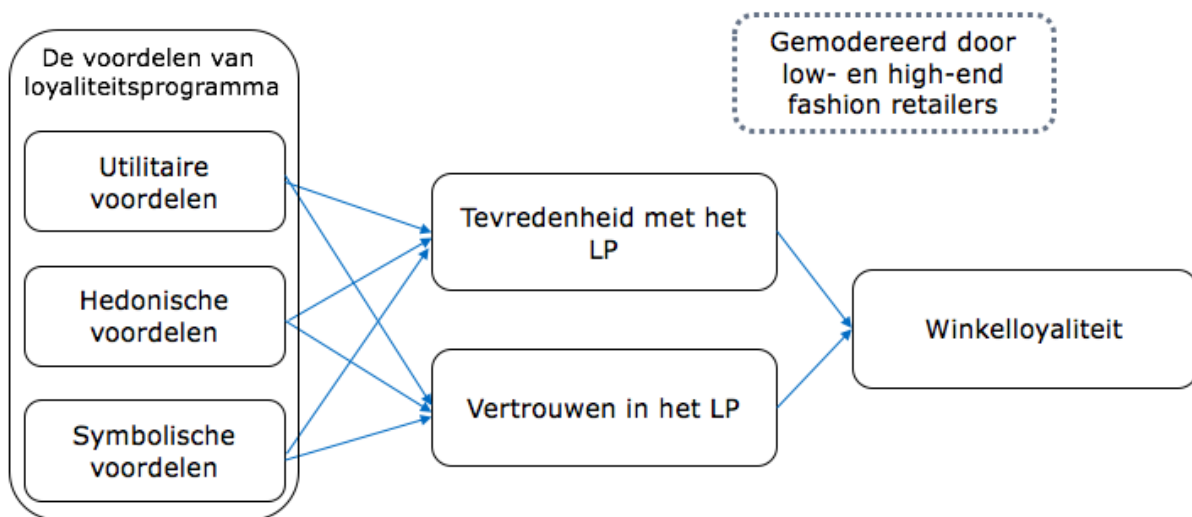 De voordelen van
loyaliteitsprogramma
Utilitaire
voordelen
Hedonische
voordelen
Symbolische
voordelen
Gemodereerd door
low- en high-end
fashion retailers
Tevredenheid met het
LP
Vertrouwen in het LP
Winkelloyaliteit